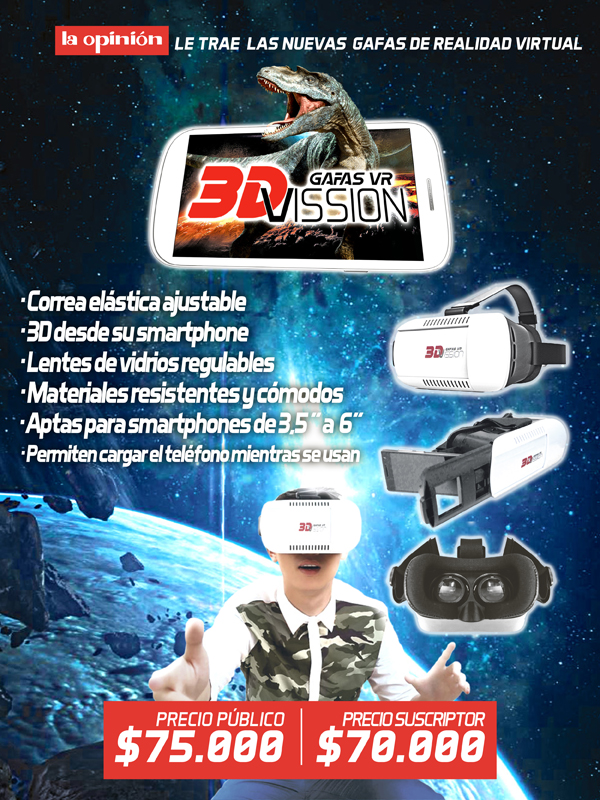 la opinión LE TRAE LAS NUEVAS GAFAS DE REALIDAD VIRTUAL
GAFAS VR
3D VISSION
· Correa elástica ajustable
· 3D desde su smartphone
· Lentes de vidrios regulables
· Materiales resistentes y cómodos
· Aptas para smartphones de 3,5" a 6"
· Permiten cargar el teléfono mientras se usan
GAFAS VR
3D VISSION
3D VISSION
GAFAS VR
3D
PRECIO PÚBLICO
$75.000
PRECIO SUSCRIPTOR
$70.000